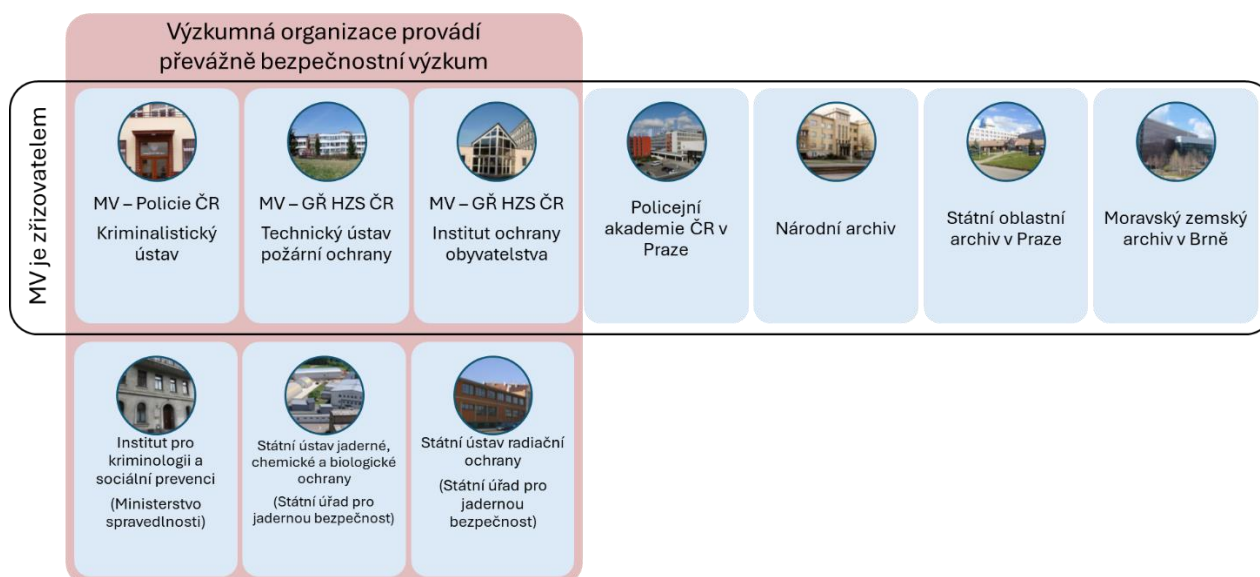 Výzkumná organizace provádí
převážně bezpečnostní výzkum
MV je zřizovatelem
MV – Policie ČR
Kriminalistický
ústav
MV – GŘ HZS ČR
Technický ústav
požární ochrany
MV – GŘ HZS ČR
Institut ochrany
obyvatelstva
Policejní
akademie ČR v
Praze
Národní archiv
Státní oblastní
archiv v Praze
Moravský zemský
archiv v Brně
Institut pro
kriminologii a
sociální prevenci
(Ministerstvo
spravedlnosti)
Státní ústav jaderné,
chemické a biologické
ochrany
(Státní úřad pro
jadernou bezpečnost)
Státní ústav radiační
ochrany
(Státní úřad pro
jadernou
bezpečnost)